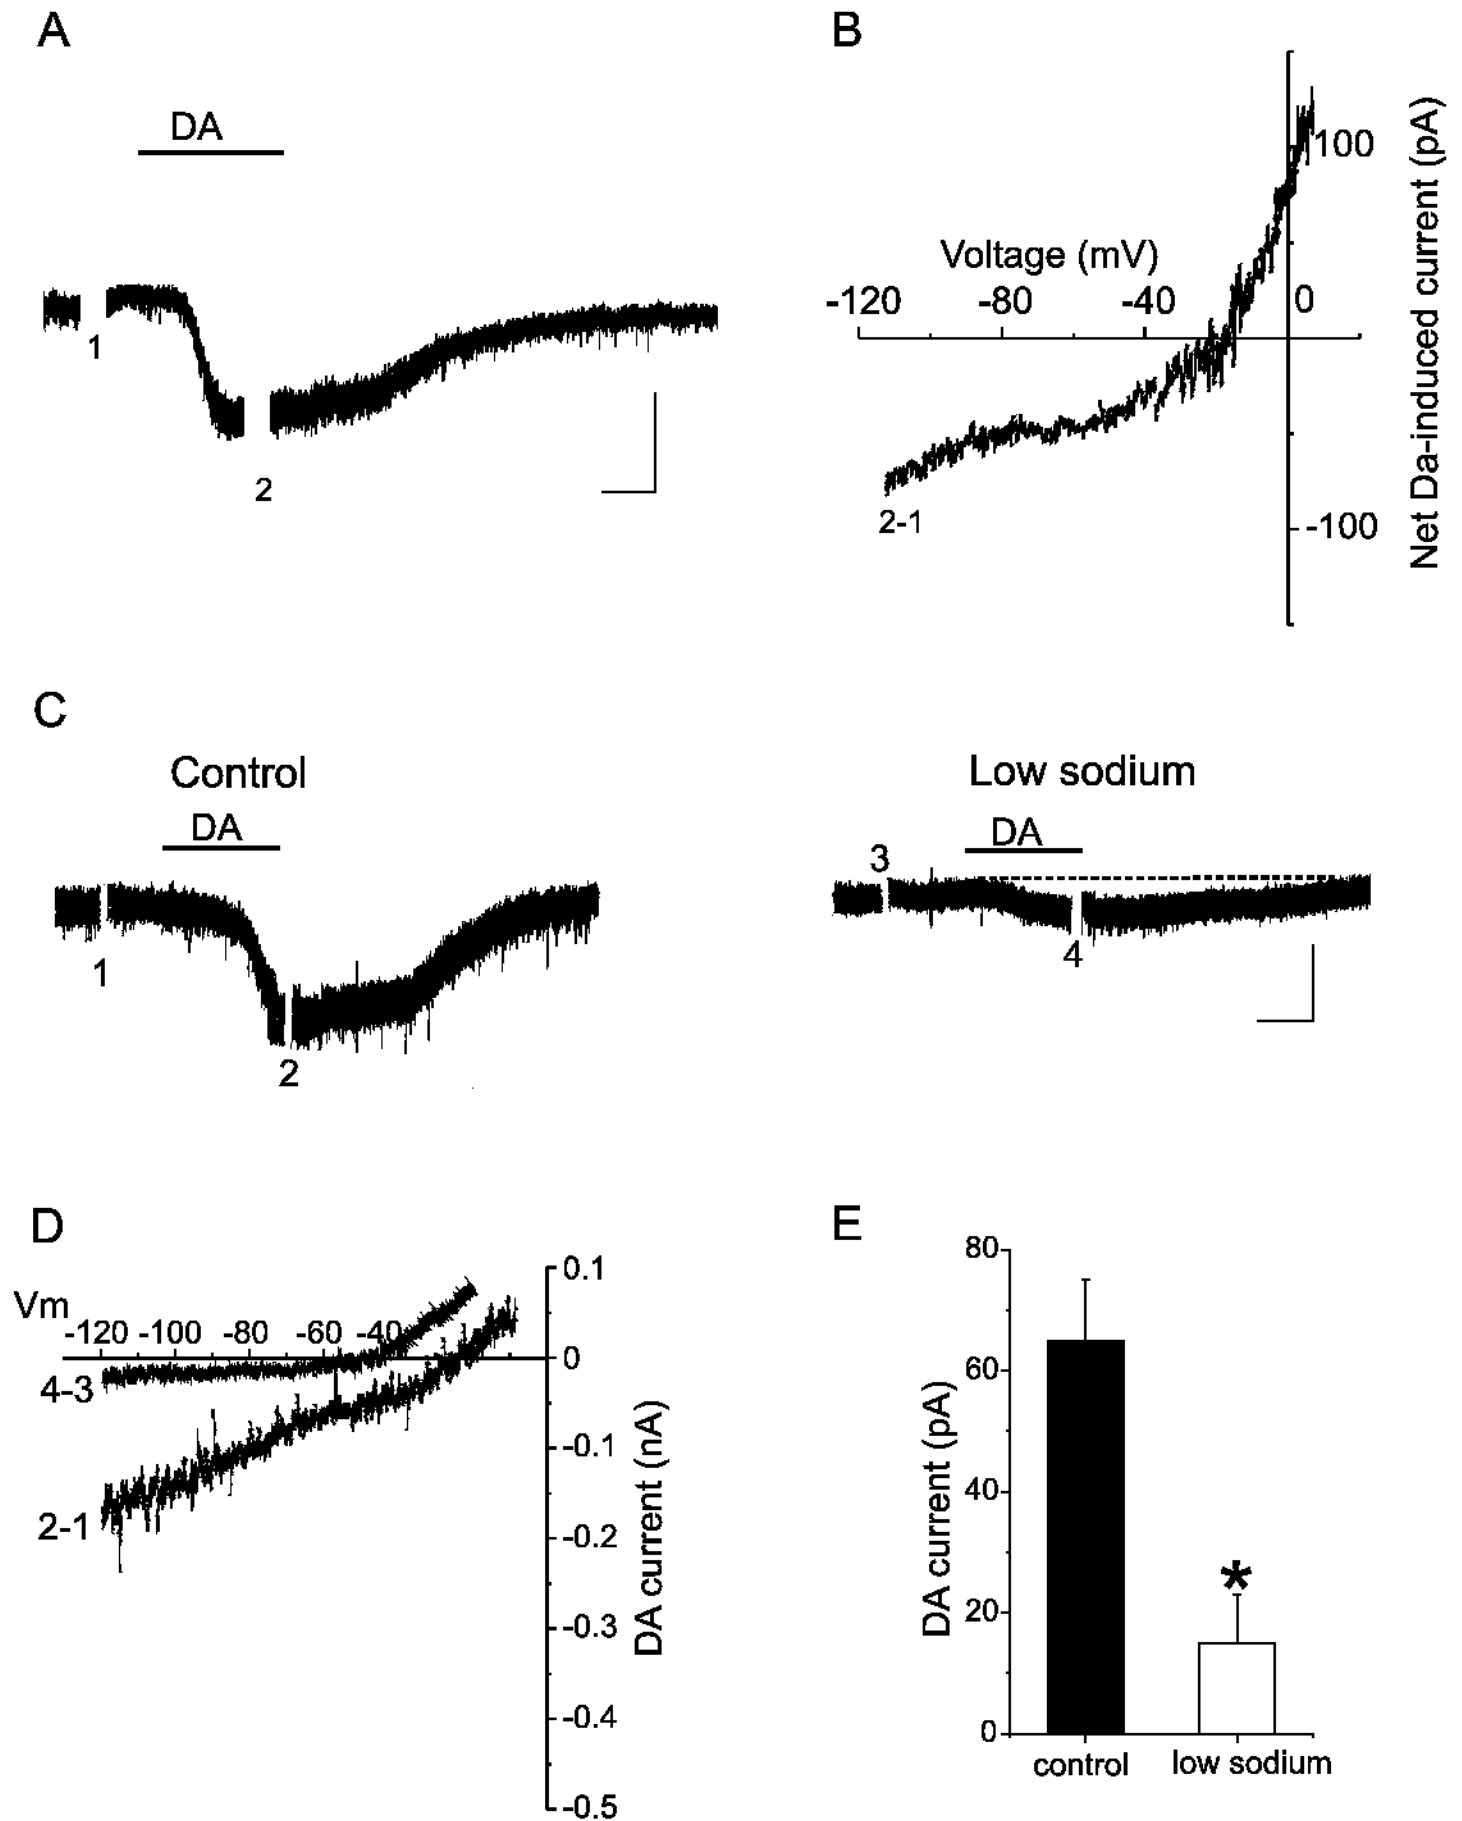 A
DA
1
2
B
Voltage (mV)
-120 -80 -40 0
100
-100
Net Da-induced current (pA)
2-1
C
Control
DA
1
2
Low sodium
DA
3
4
D
Vm
-120 -100 -80 -60 -40
0.1
0
-0.1
-0.2
-0.3
-0.4
-0.5
DA current (nA)
4-3
2-1
E
80
60
40
20
0
DA current (pA)
*
control low sodium